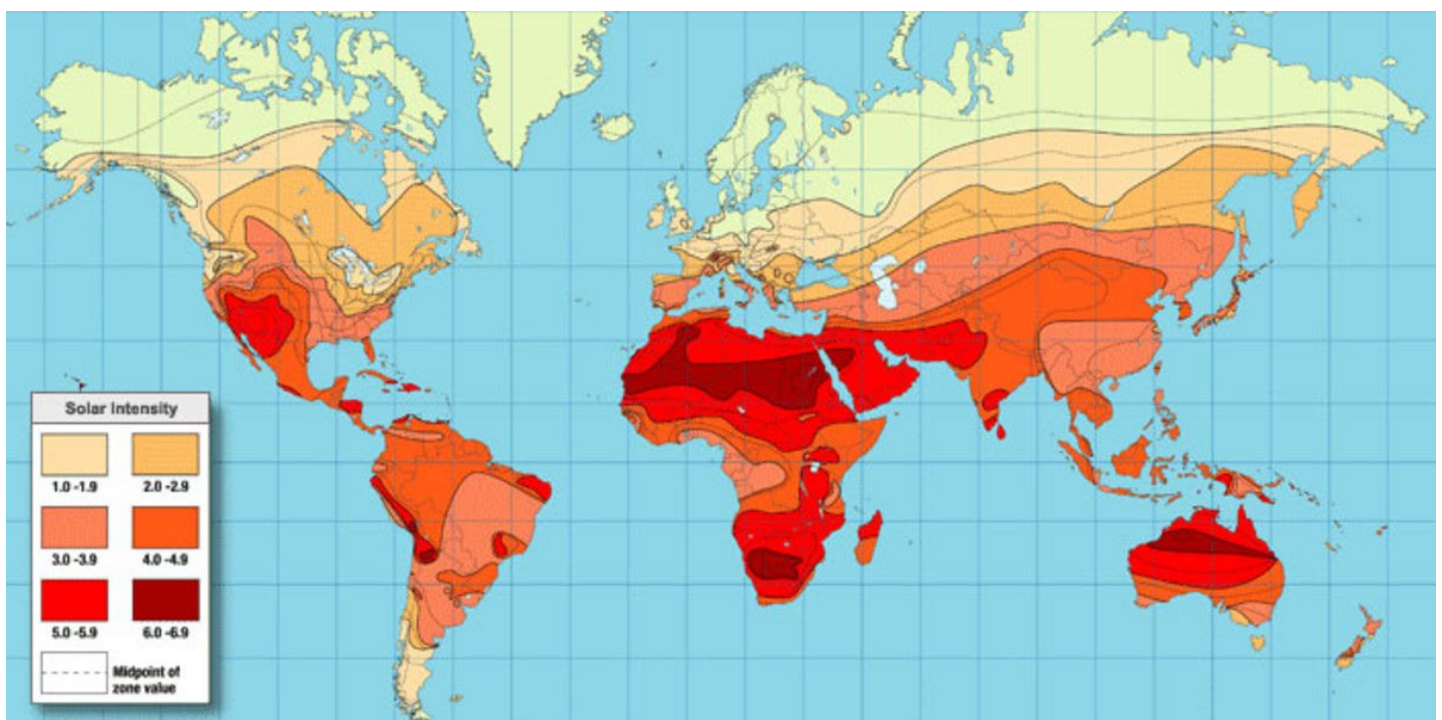 Solar Intensity
1.0 -1.9 2.0 -2.9
3.0 -3.9 4.0 -4.9
5.0 -5.9 6.0 -6.9
Midpoint of
zone value